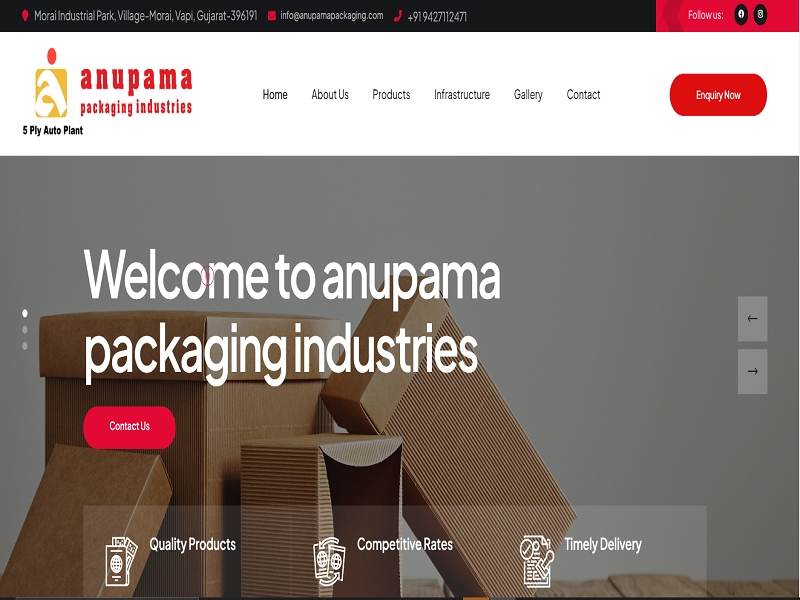 Morai Industrial Park, Village-Morai, Vapi, Gujarat-396191 info@anupamapackaging.com +91 9427112471 Follow us:
anupama
packaging industries
5 Ply Auto Plant
Home About Us Products Infrastructure Gallery Contact Enquiry Now
Welcome to anupama
packaging industries
Contact Us
Quality Products Competitive Rates Timely Delivery